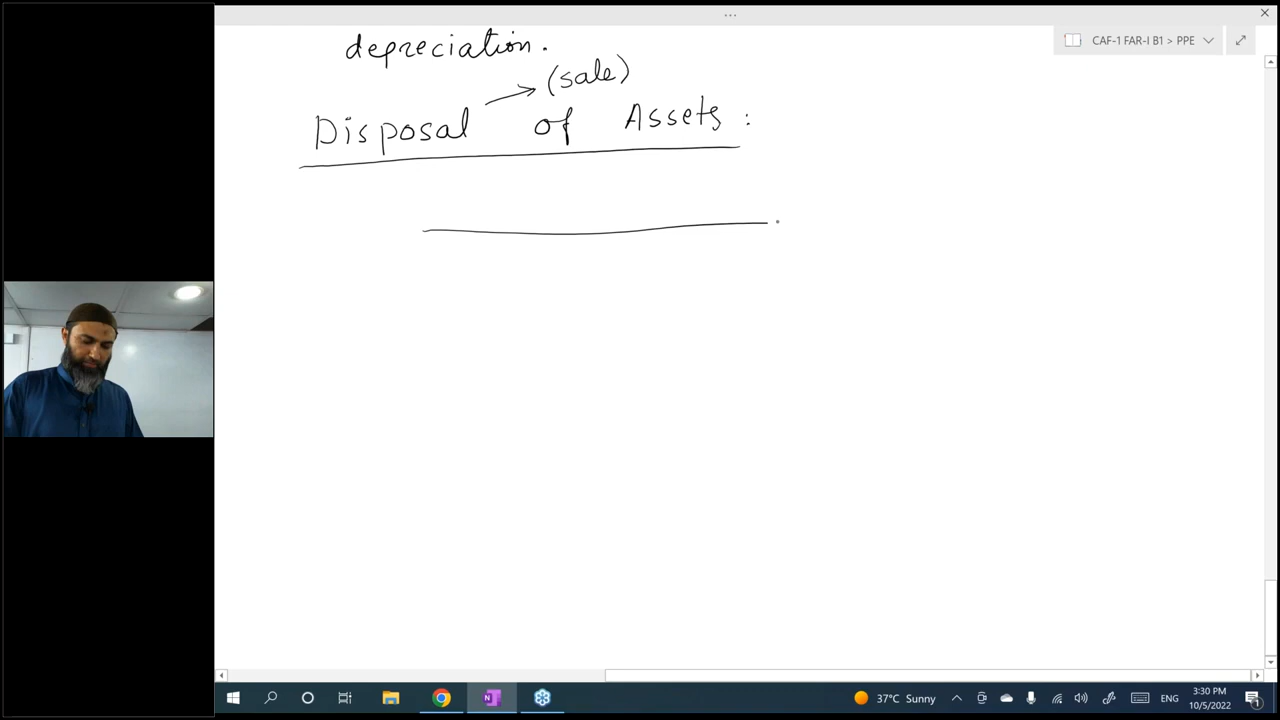 ...
CAF-1 FAR-I B1 > PPE
depreciation.
(sale)
Disposal of Assets :
37°C Sunny
ENG
3:30 PM
10/5/2022
1